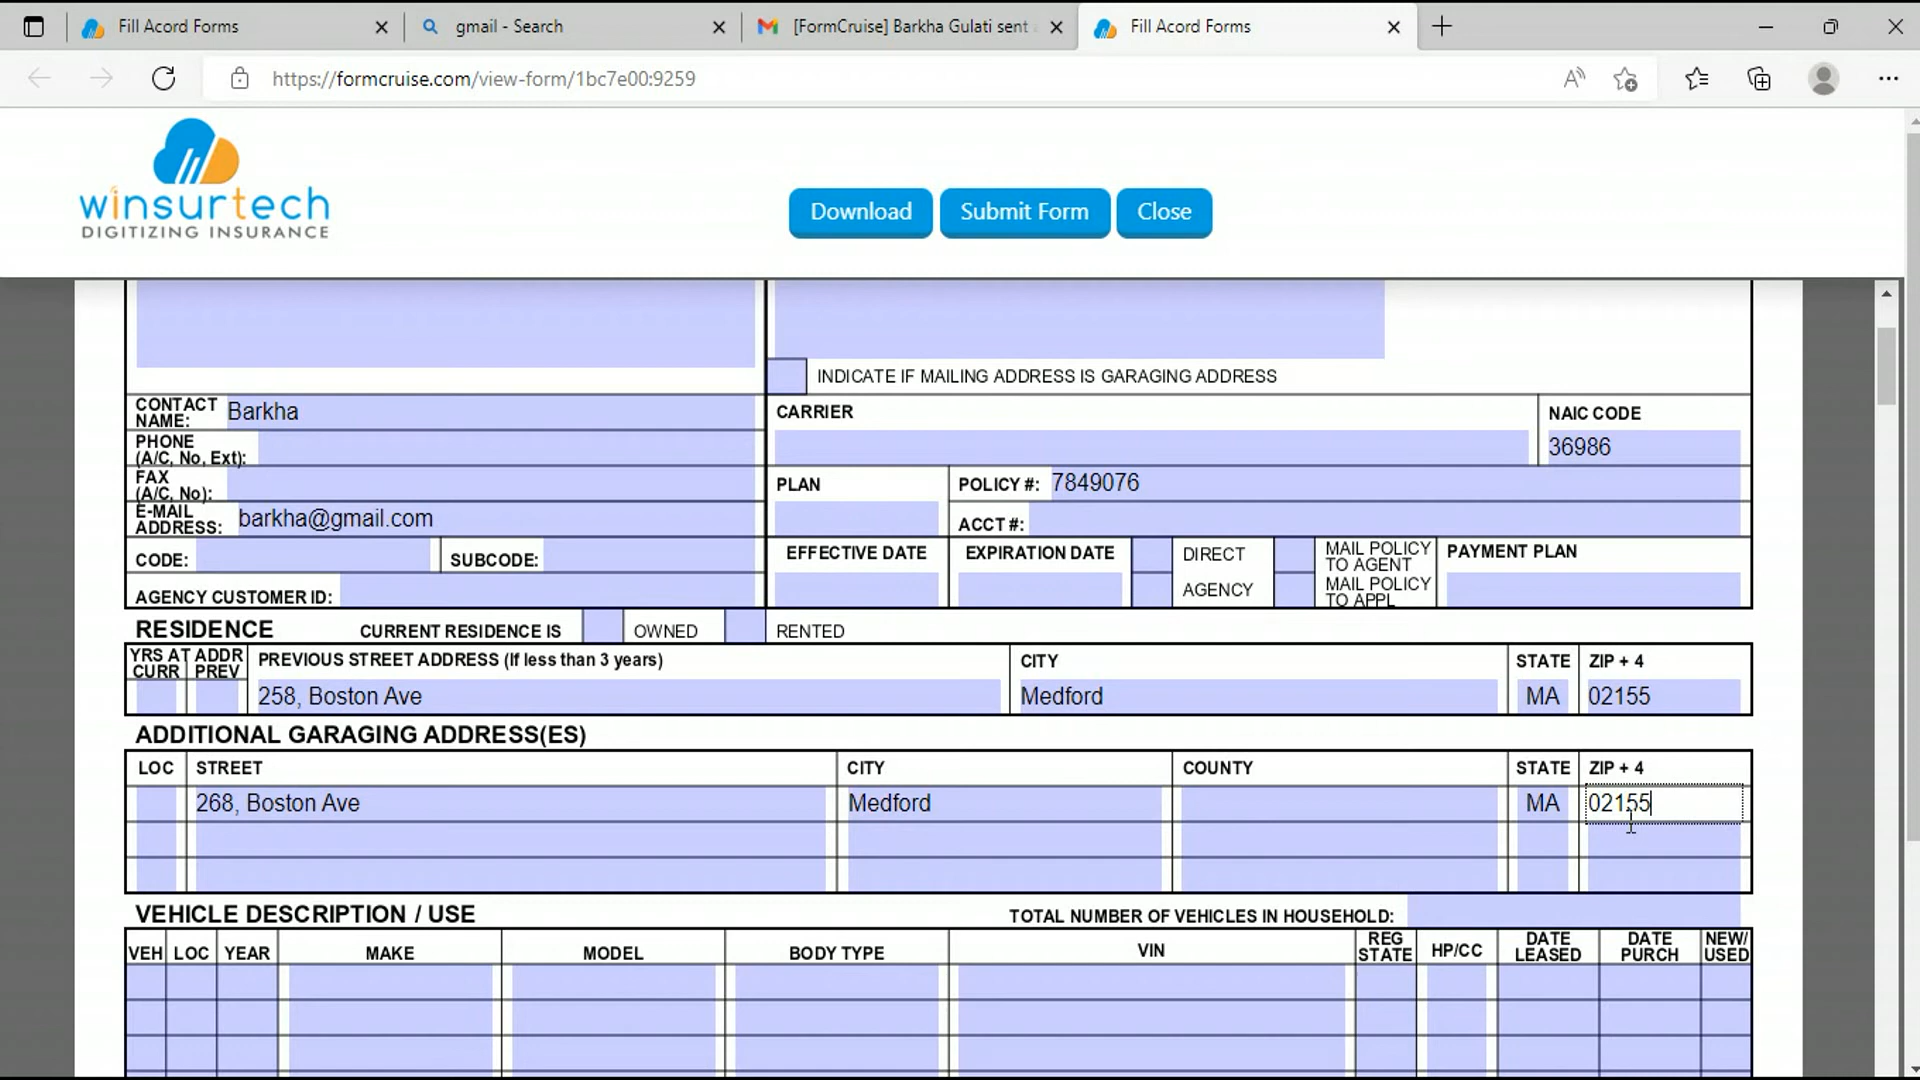 Fill Acord Forms
gmail - Search
[FormCruise] Barkha Gulati sent
Fill Acord Forms
https://formcruise.com/view-form/1bc7e00:9259
winsurtech
DIGITIZING INSURANCE
Download
Submit Form
Close
INDICATE IF MAILING ADDRESS IS GARAGING ADDRESS
CONTACT
NAME: Barkha
CARRIER
NAIC CODE
36986
PHONE
(A/C, No, Ext):
FAX
(A/C, No):
PLAN
POLICY #: 7849076
E-MAIL
ADDRESS: barkha@gmail.com
ACCT #:
CODE:
SUBCODE:
EFFECTIVE DATE
EXPIRATION DATE
DIRECT
AGENCY
MAIL POLICY
TO AGENT
MAIL POLICY
TO APPL
PAYMENT PLAN
AGENCY CUSTOMER ID:
RESIDENCE
CURRENT RESIDENCE IS
OWNED
RENTED
YRS AT ADDR
CURR PREV
PREVIOUS STREET ADDRESS (If less than 3 years)
CITY
STATE
ZIP + 4
258, Boston Ave
Medford
MA
02155
ADDITIONAL GARAGING ADDRESS(ES)
LOC
STREET
CITY
COUNTY
STATE
ZIP + 4
268, Boston Ave
Medford
MA
02155
VEHICLE DESCRIPTION / USE
TOTAL NUMBER OF VEHICLES IN HOUSEHOLD:
VEH
LOC
YEAR
MAKE
MODEL
BODY TYPE
VIN
REG
STATE
HP/CC
DATE
LEASED
DATE
PURCH
NEW/
USED